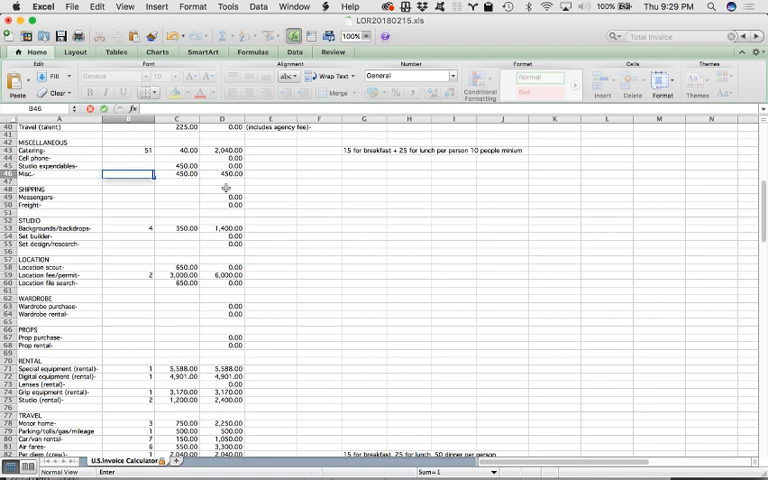 Excel File Edit View Insert Format Tools Data Window Help 100% Thu 9:29 PM
LOR20180215.xls
100% Total Invoice
Home Layout Tables Charts SmartArt Formulas Data Review
Edit Font Alignment Number Format Cells Themes
Paste Fill Clear Geneva 10 abc Wrap Text Merge General % Conditional Formatting Normal Bad Insert Delete Format Themes Aa
B46 fx
A B C D E F G H I J K L M N
40 Travel (talent) 225.00 0.00 (includes agency fee)-
41
42 MISCELLANEOUS
43 Catering- 51 40.00 2,040.00 15 for breakfast + 25 for lunch per person 10 people minium
44 Cell phone- 0.00
45 Studio expendables- 450.00 0.00
46 Misc.- 450.00 450.00
47
48 SHIPPING
49 Messengers- 0.00
50 Freight- 0.00
51
52 STUDIO
53 Backgrounds/backdrops- 4 350.00 1,400.00
54 Set builder- 0.00
55 Set design/research- 0.00
56
57 LOCATION
58 Location scout- 650.00 0.00
59 Location fee/permit- 2 3,000.00 6,000.00
60 Location file search- 650.00 0.00
61
62 WARDROBE
63 Wardrobe purchase- 0.00
64 Wardrobe rental- 0.00
65
66 PROPS
67 Prop purchase- 0.00
68 Prop rental- 0.00
69
70 RENTAL
71 Special equipment (rental)- 1 5,588.00 5,588.00
72 Digital equipment (rental)- 1 4,901.00 4,901.00
73 Lenses (rental)- 0.00
74 Grip equipment (rental)- 1 3,170.00 3,170.00
75 Studio (rental)- 2 1,200.00 2,400.00
76
77 TRAVEL
78 Motor home- 3 750.00 2,250.00
79 Parking/tolls/gas/mileage 1 500.00 500.00
80 Car/van rental- 7 150.00 1,050.00
81 Air fares- 6 550.00 3,300.00
82 Per diem (crew)- 1 2,040.00 2,040.00 15 for breakfast, 25 for lunch, 50 dinner per person
U.S.Invoice Calculator
Normal View Enter Sum=1